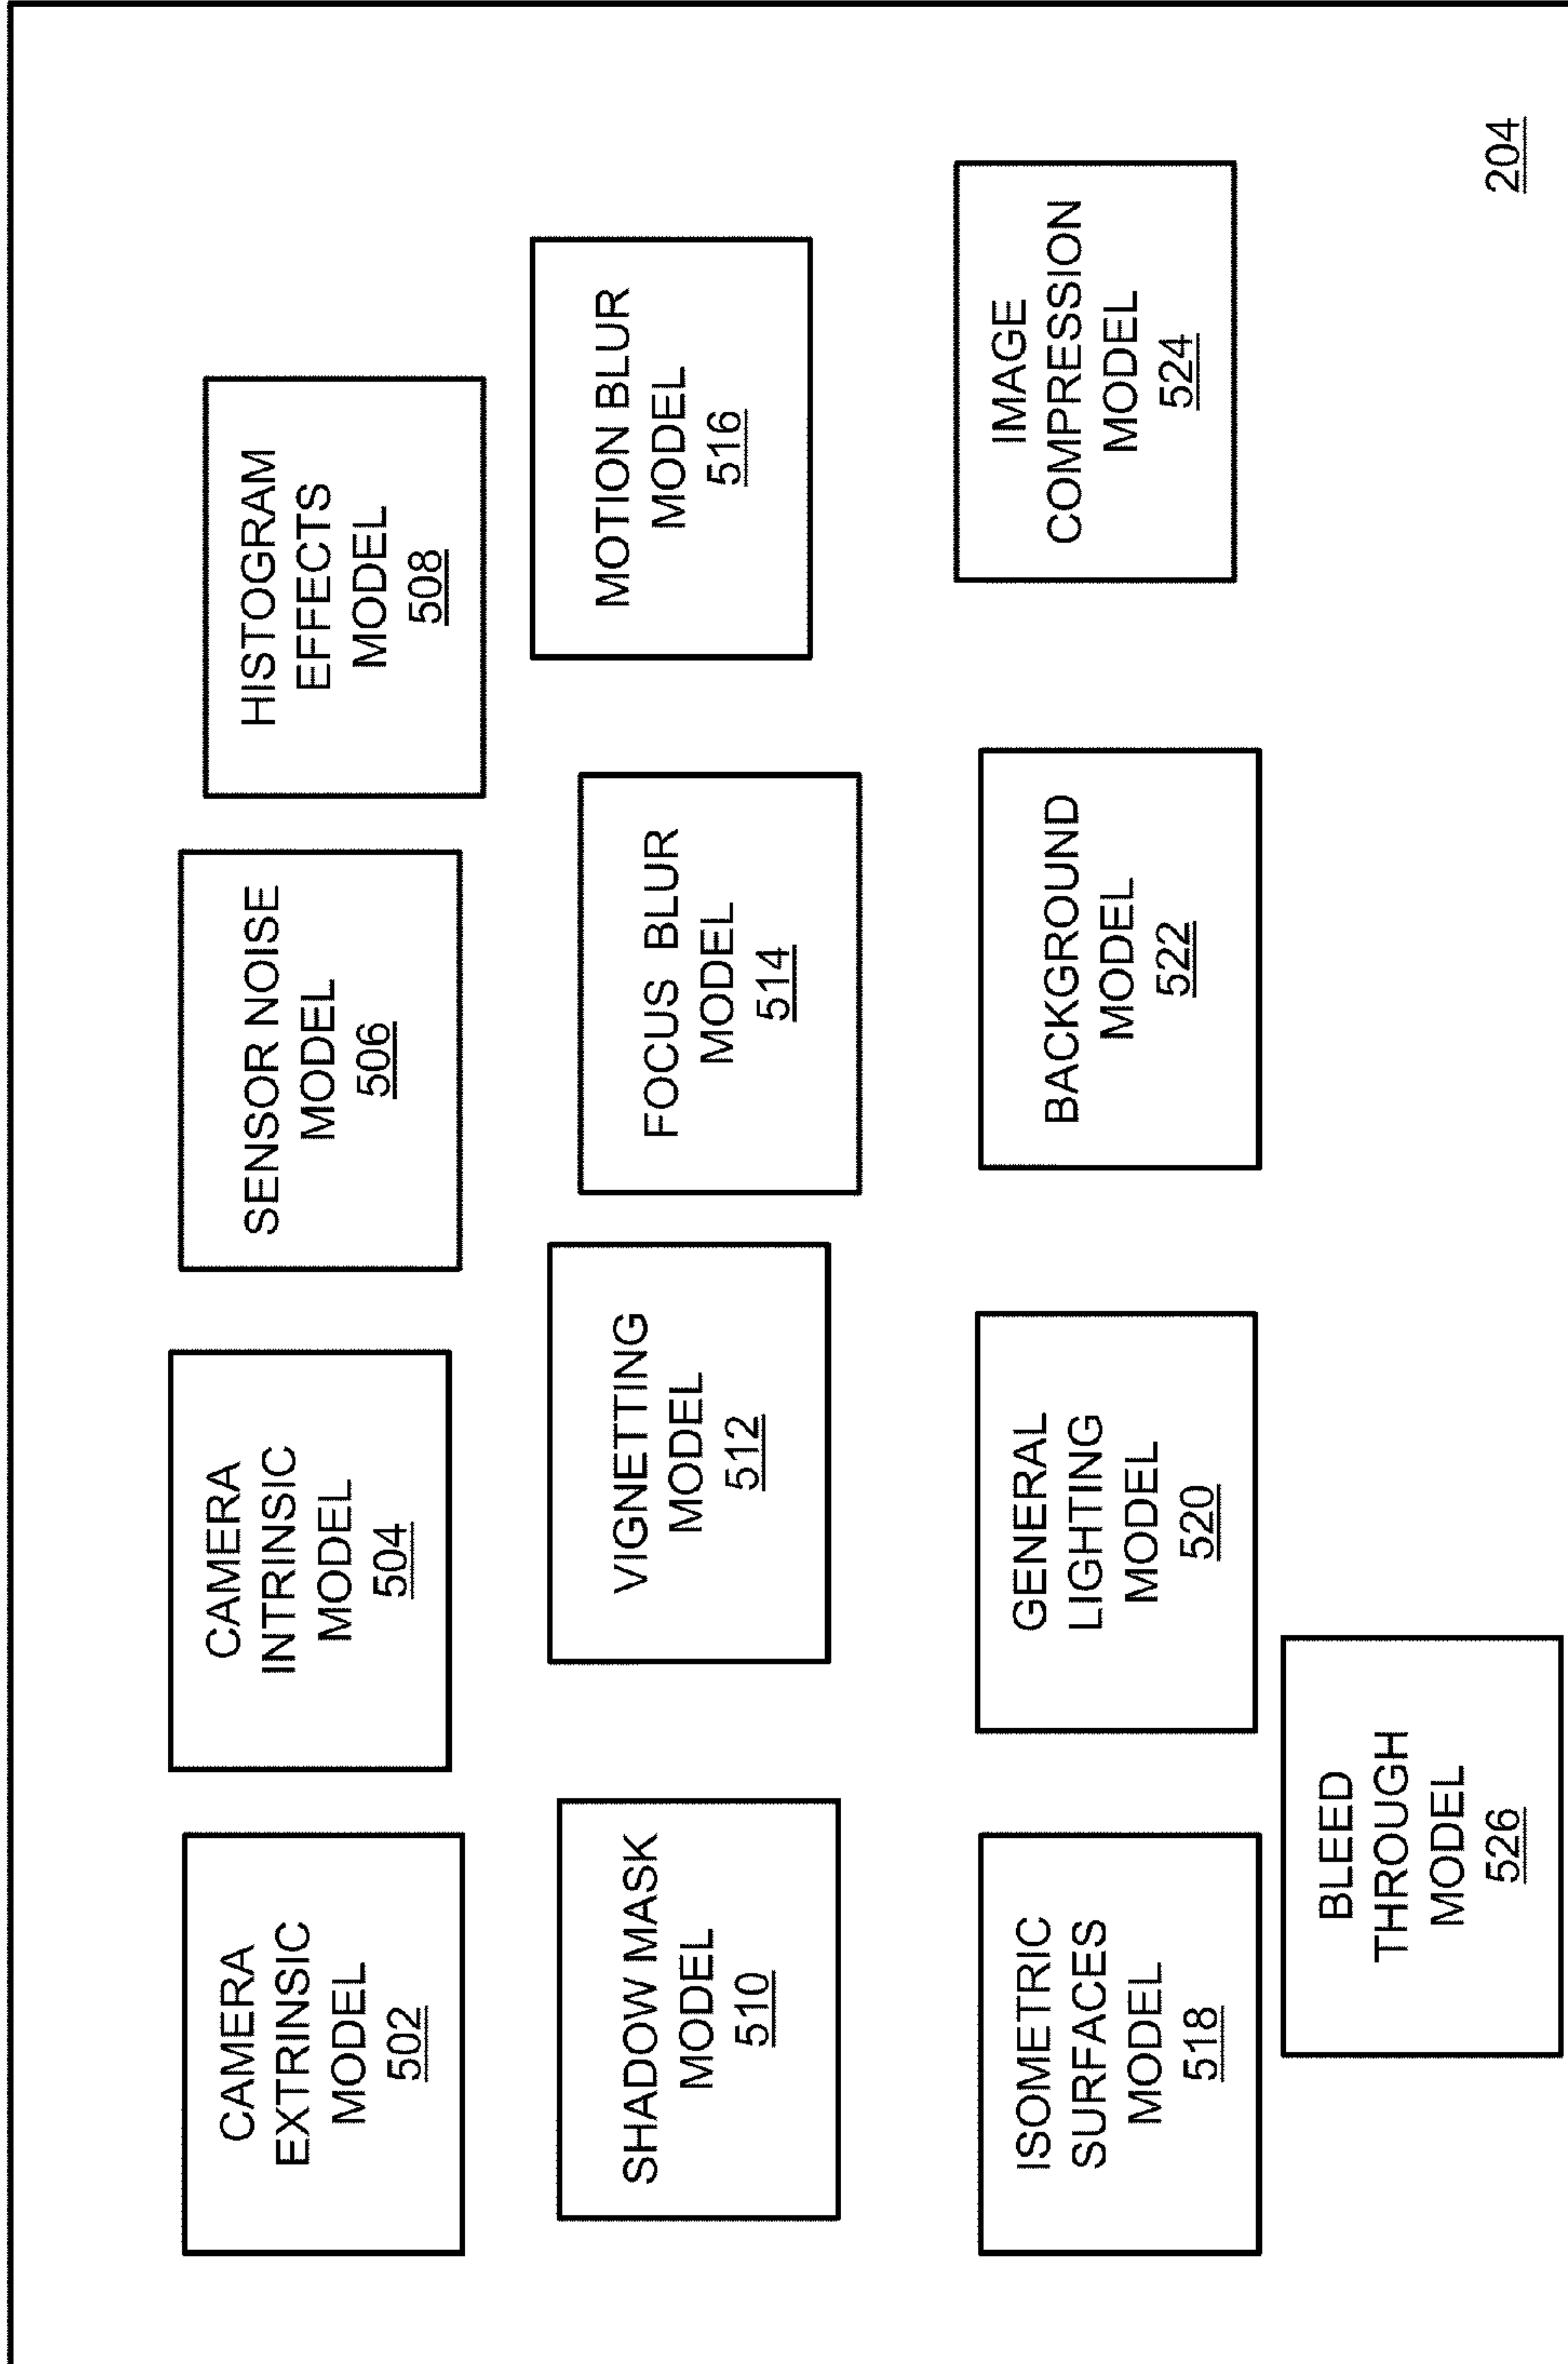 CAMERA
EXTRINSIC
MODEL
502
CAMERA
INTRINSIC
MODEL
504
SENSOR NOISE
MODEL
506
HISTOGRAM
EFFECTS
MODEL
508
SHADOW MASK
MODEL
510
VIGNETTING
MODEL
512
FOCUS BLUR
MODEL
514
MOTION BLUR
MODEL
516
ISOMETRIC
SURFACES
MODEL
518
GENERAL
LIGHTING
MODEL
520
BACKGROUND
MODEL
522
IMAGE
COMPRESSION
MODEL
524
BLEED
THROUGH
MODEL
526
204